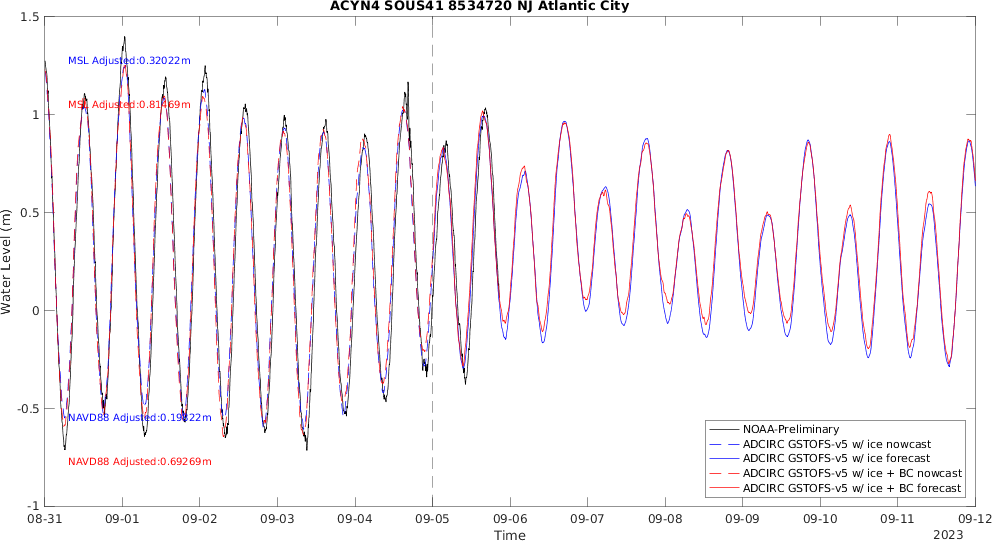 ACYN4 SOUS41 8534720 NJ Atlantic City
Water Level (m)
1.5
1
0.5
0
-0.5
-1
MSL Adjusted:0.32022m
MSL Adjusted:0.81469m
NAVD88 Adjusted:0.19822m
NAVD88 Adjusted:0.69269m
NOAA-Preliminary
ADCIRC GSTOFS-v5 w/ ice nowcast
ADCIRC GSTOFS-v5 w/ ice forecast
ADCIRC GSTOFS-v5 w/ ice + BC nowcast
ADCIRC GSTOFS-v5 w/ ice + BC forecast
08-31 09-01 09-02 09-03 09-04 09-05 09-06 09-07 09-08 09-09 09-10 09-11 09-12
Time
2023